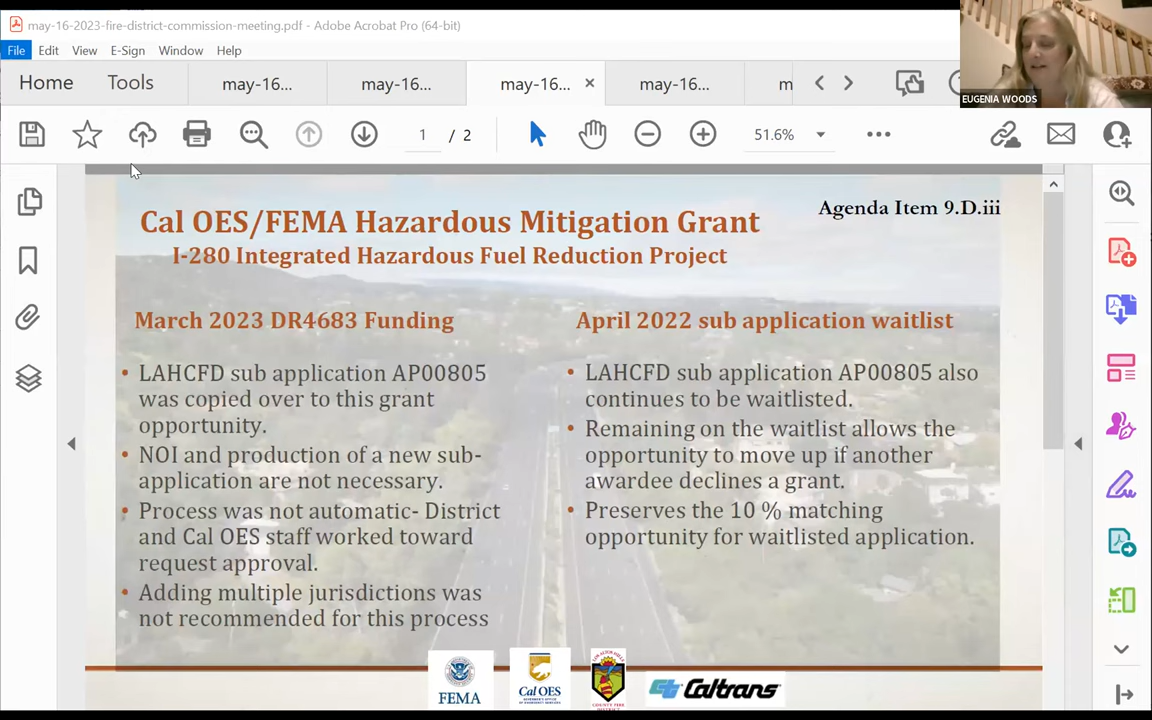 may-16-2023-fire-district-commission-meeting.pdf - Adobe Acrobat Pro (64-bit)
File Edit View E-Sign Window Help
EUGENIA WOODS
Home Tools may-16... may-16... may-16... × may-16... m
1 / 2 51.6%
Agenda Item 9.D.iii
Cal OES/FEMA Hazardous Mitigation Grant
I-280 Integrated Hazardous Fuel Reduction Project
March 2023 DR4683 Funding
• LAHCFD sub application AP00805
was copied over to this grant
opportunity.
• NOI and production of a new sub-
application are not necessary.
• Process was not automatic- District
and Cal OES staff worked toward
request approval.
• Adding multiple jurisdictions was
not recommended for this process
April 2022 sub application waitlist
• LAHCFD sub application AP00805 also
continues to be waitlisted.
• Remaining on the waitlist allows the
opportunity to move up if another
awardee declines a grant.
• Preserves the 10 % matching
opportunity for waitlisted application.
FEMA
Cal OES
Caltrans